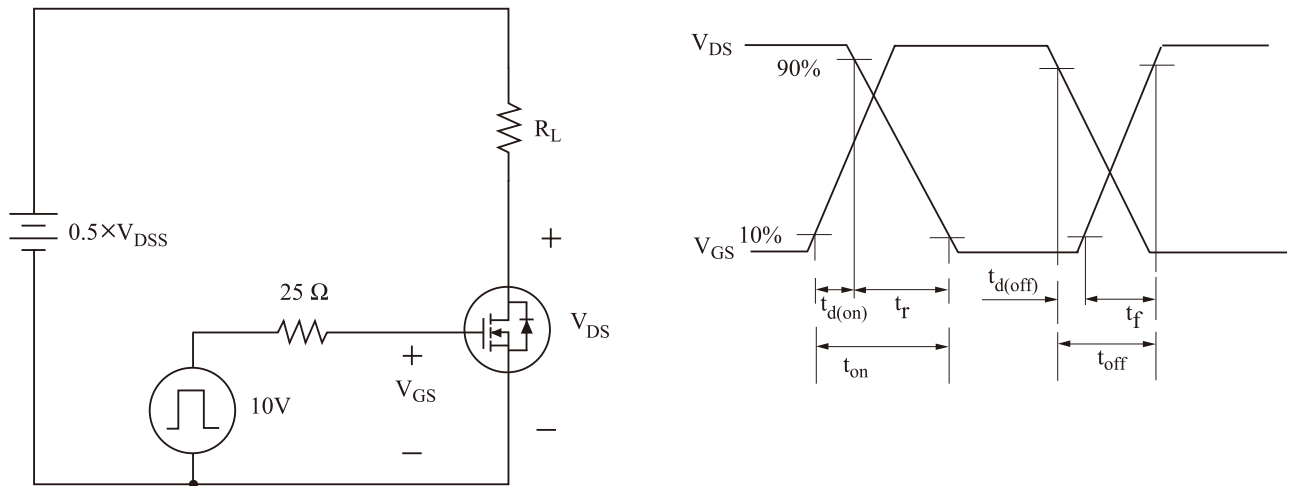 R_L
+
0.5×V_DSS
25 Ω
+
V_GS
−
10V
+
V_DS
−
V_DS
90%
V_GS
10%
t_d(on)
t_r
t_on
t_d(off)
t_f
t_off